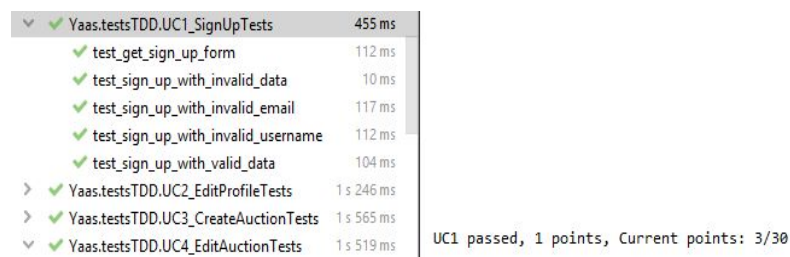 Yaas.testsTDD.UC1_SignUpTests 455 ms
test_get_sign_up_form 112 ms
test_sign_up_with_invalid_data 10 ms
test_sign_up_with_invalid_email 117 ms
test_sign_up_with_invalid_username 112 ms
test_sign_up_with_valid_data 104 ms
Yaas.testsTDD.UC2_EditProfileTests 1 s 246 ms
Yaas.testsTDD.UC3_CreateAuctionTests 1 s 565 ms
Yaas.testsTDD.UC4_EditAuctionTests 1 s 519 ms
UC1 passed, 1 points, Current points: 3/30